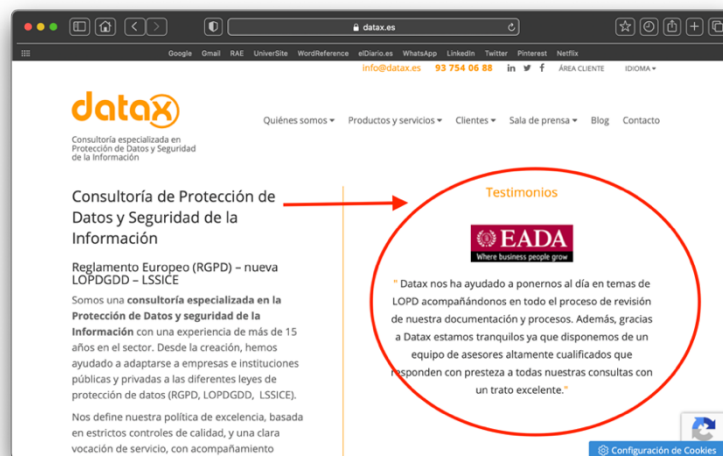 datax.es
Google Gmail RAE UniverSite WordReference elDiario.es WhatsApp LinkedIn Twitter Pinterest Netflix
info@datax.es 93 754 06 88 in f ÁREA CLIENTE IDIOMA
datax
Consultoría especializada en
Protección de Datos y Seguridad
de la Información
Quiénes somos Productos y servicios Clientes Sala de prensa Blog Contacto
Consultoría de Protección de
Datos y Seguridad de la
Información
Reglamento Europeo (RGPD) – nueva
LOPDGDD – LSSICE
Somos una consultoría especializada en la
Protección de Datos y seguridad de la
Información con una experiencia de más de 15
años en el sector. Desde la creación, hemos
ayudado a adaptarse a empresas e instituciones
públicas y privadas a las diferentes leyes de
protección de datos (RGPD, LOPDGDD, LSSICE).
Nos define nuestra política de excelencia, basada
en estrictos controles de calidad, y una clara
vocación de servicio, con acompañamiento
Testimonios
EADA
Where business people grow
" Datax nos ha ayudado a ponernos al día en temas de
LOPD acompañándonos en todo el proceso de revisión
de nuestra documentación y procesos. Además, gracias
a Datax estamos tranquilos ya que disponemos de un
equipo de asesores altamente cualificados que
responden con presteza a todas nuestras consultas con
un trato excelente."
Configuración de Cookies